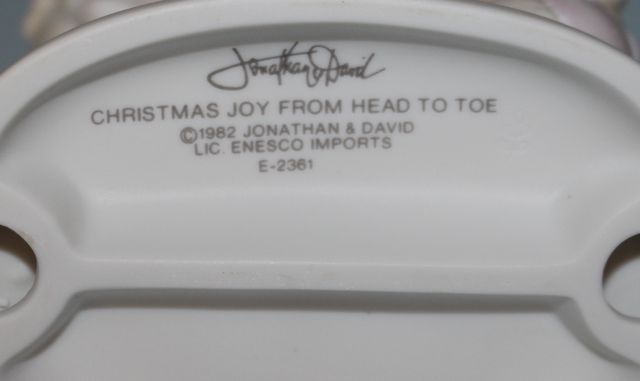 Jonathan & David
CHRISTMAS JOY FROM HEAD TO TOE
©1982 JONATHAN & DAVID
LIC. ENESCO IMPORTS
E-2361